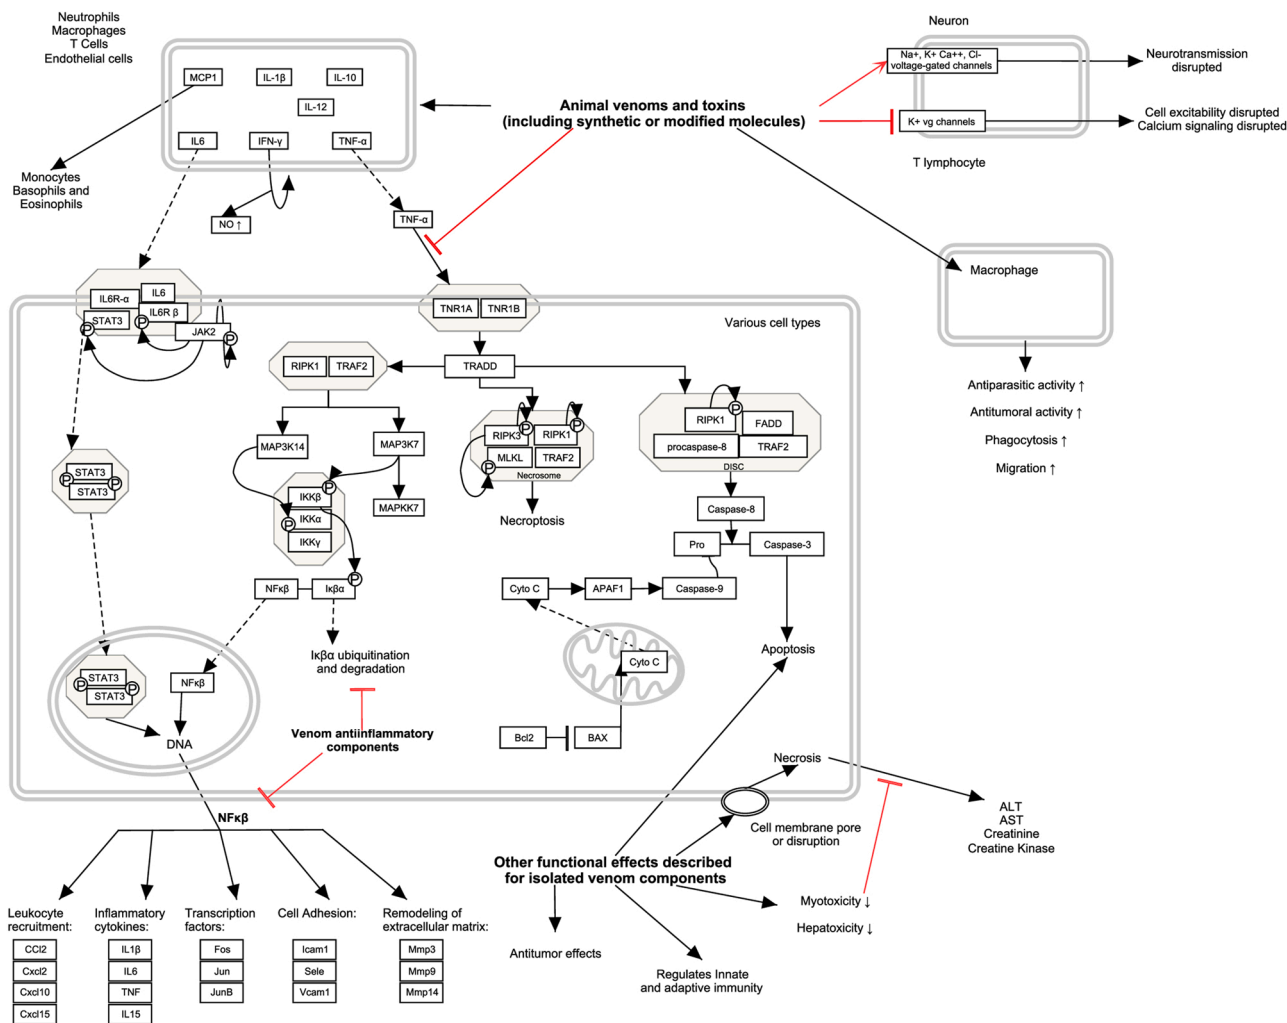 Neutrophils
Macrophages
T Cells
Endothelial cells
MCP1
IL-1β
IL-10
IL-12
IL6
IFN-γ
TNF-α
Monocytes
Basophils and
Eosinophils
NO ↑
TNF-α
Animal venoms and toxins
(including synthetic or modified molecules)
Neuron
Na+, K+ Ca++, Cl-
voltage-gated channels
Neurotransmission
disrupted
K+ vg channels
Cell excitability disrupted
Calcium signaling disrupted
T lymphocyte
Macrophage
Antiparasitic activity ↑
Antitumoral activity ↑
Phagocytosis ↑
Migration ↑
IL6R-α
IL6
IL6R β
STAT3
P
P
JAK2
P
TNR1A
TNR1B
Various cell types
RIPK1
TRAF2
TRADD
MAP3K14
MAP3K7
MAPKK7
RIPK3
P
RIPK1
P
MLKL
P
TRAF2
Necrosome
Necroptosis
RIPK1
P
FADD
procaspase-8
TRAF2
DISC
Caspase-8
Pro
Caspase-3
STAT3
P
P
STAT3
IKKβ
P
IKKα
P
IKKγ
NFκβ
Iκβα
P
Iκβα ubiquitination
and degradation
Cyto C
APAF1
Caspase-9
Cyto C
Apoptosis
Bcl2
BAX
STAT3
P
P
STAT3
NFκβ
DNA
Venom antiinflammatory
components
Necrosis
Cell membrane pore
or disruption
ALT
AST
Creatinine
Creatine Kinase
NFκβ
Other functional effects described
for isolated venom components
Myotoxicity ↓
Hepatoxicity ↓
Antitumor effects
Regulates Innate
and adaptive immunity
Leukocyte
recruitment:
CCl2
Cxcl2
Cxcl10
Cxcl15
Inflammatory
cytokines:
IL1β
IL6
TNF
IL15
Transcription
factors:
Fos
Jun
JunB
Cell Adhesion:
Icam1
Sele
Vcam1
Remodeling of
extracellular matrix:
Mmp3
Mmp9
Mmp14